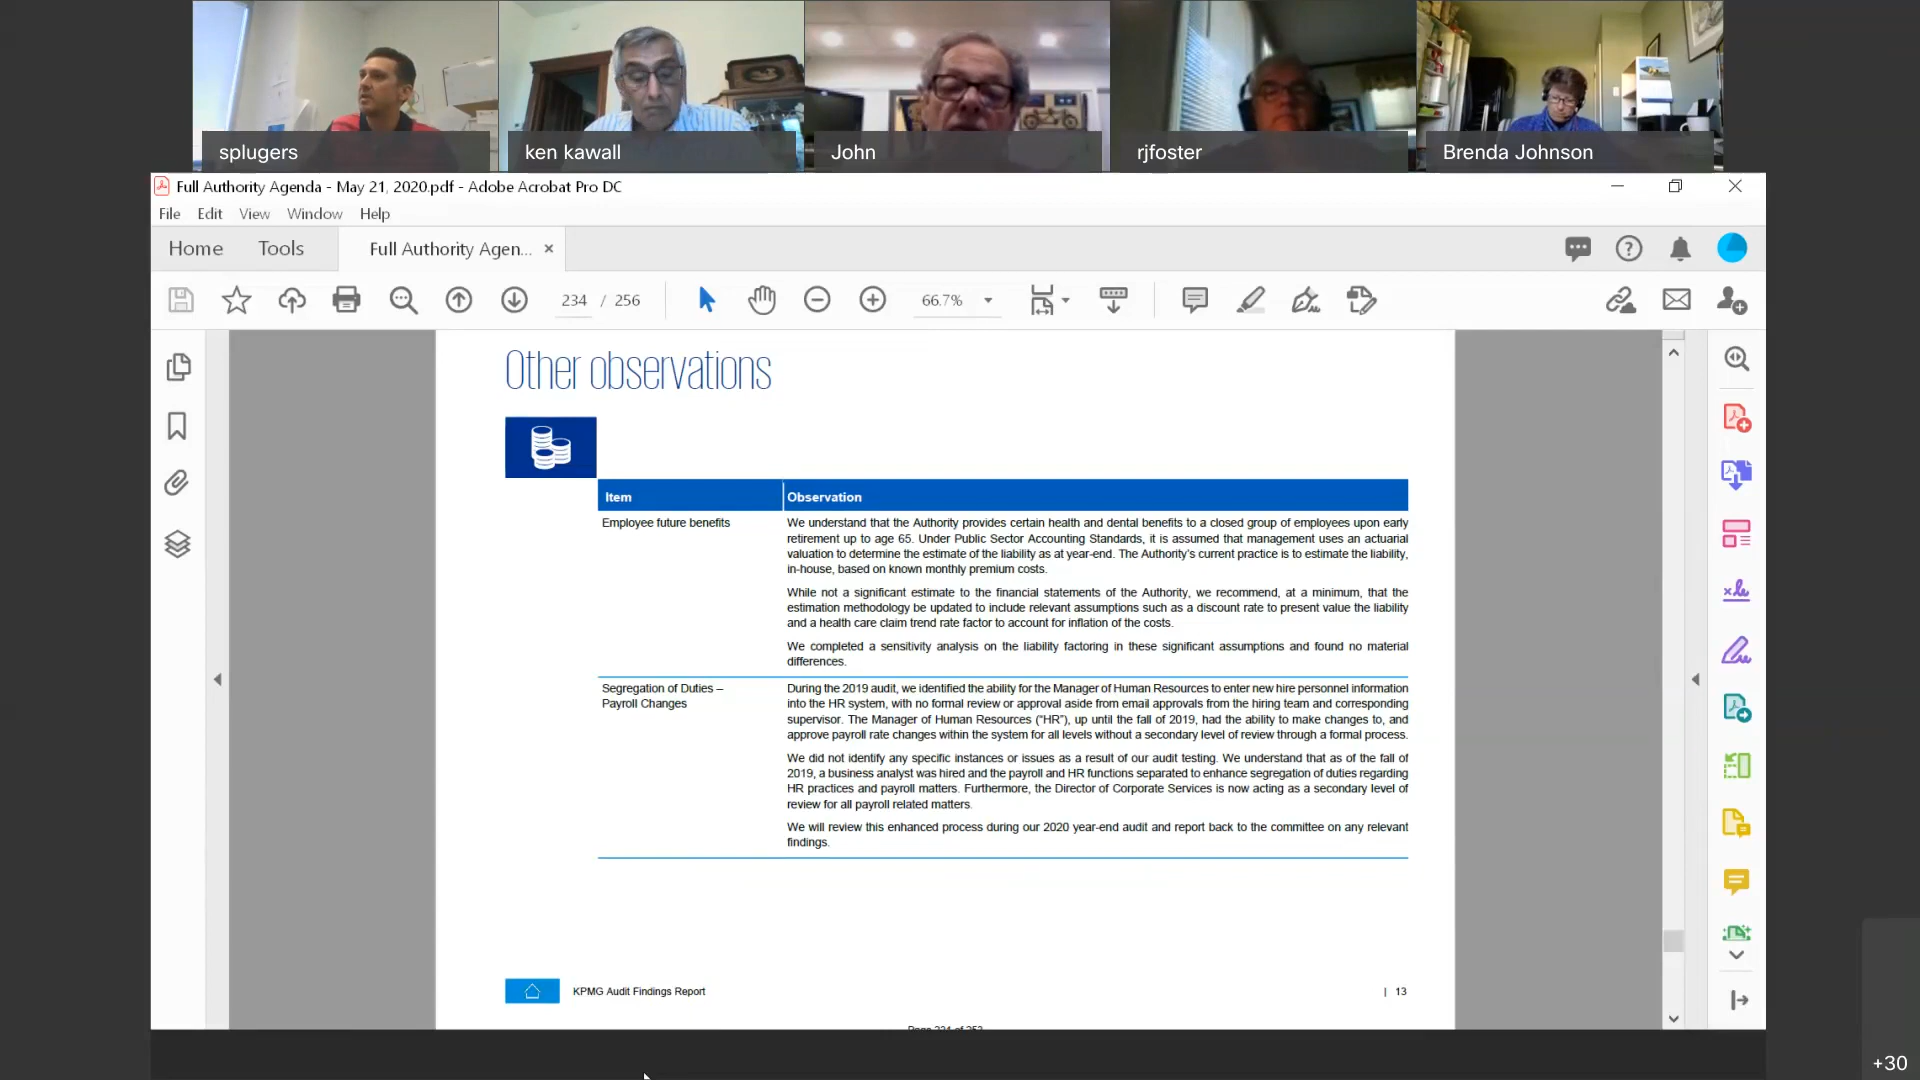 splugers
ken kawall
John
rjfoster
Brenda Johnson
Full Authority Agenda - May 21, 2020.pdf - Adobe Acrobat Pro DC
File Edit View Window Help
Home Tools Full Authority Agen... ×
234 / 256 66.7%
Other observations
Item Observation
Employee future benefits
We understand that the Authority provides certain health and dental benefits to a closed group of employees upon early
retirement up to age 65. Under Public Sector Accounting Standards, it is assumed that management uses an actuarial
valuation to determine the estimate of the liability as at year-end. The Authority's current practice is to estimate the liability,
in-house, based on known monthly premium costs.
While not a significant estimate to the financial statements of the Authority, we recommend, at a minimum, that the
estimation methodology be updated to include relevant assumptions such as a discount rate to present value the liability
and a health care claim trend rate factor to account for inflation of the costs.
We completed a sensitivity analysis on the liability factoring in these significant assumptions and found no material
differences.
Segregation of Duties –
Payroll Changes
During the 2019 audit, we identified the ability for the Manager of Human Resources to enter new hire personnel information
into the HR system, with no formal review or approval aside from email approvals from the hiring team and corresponding
supervisor. The Manager of Human Resources ("HR"), up until the fall of 2019, had the ability to make changes to, and
approve payroll rate changes within the system for all levels without a secondary level of review through a formal process.
We did not identify any specific instances or issues as a result of our audit testing. We understand that as of the fall of
2019, a business analyst was hired and the payroll and HR functions separated to enhance segregation of duties regarding
HR practices and payroll matters. Furthermore, the Director of Corporate Services is now acting as a secondary level of
review for all payroll related matters.
We will review this enhanced process during our 2020 year-end audit and report back to the committee on any relevant
findings.
KPMG Audit Findings Report | 13
+30